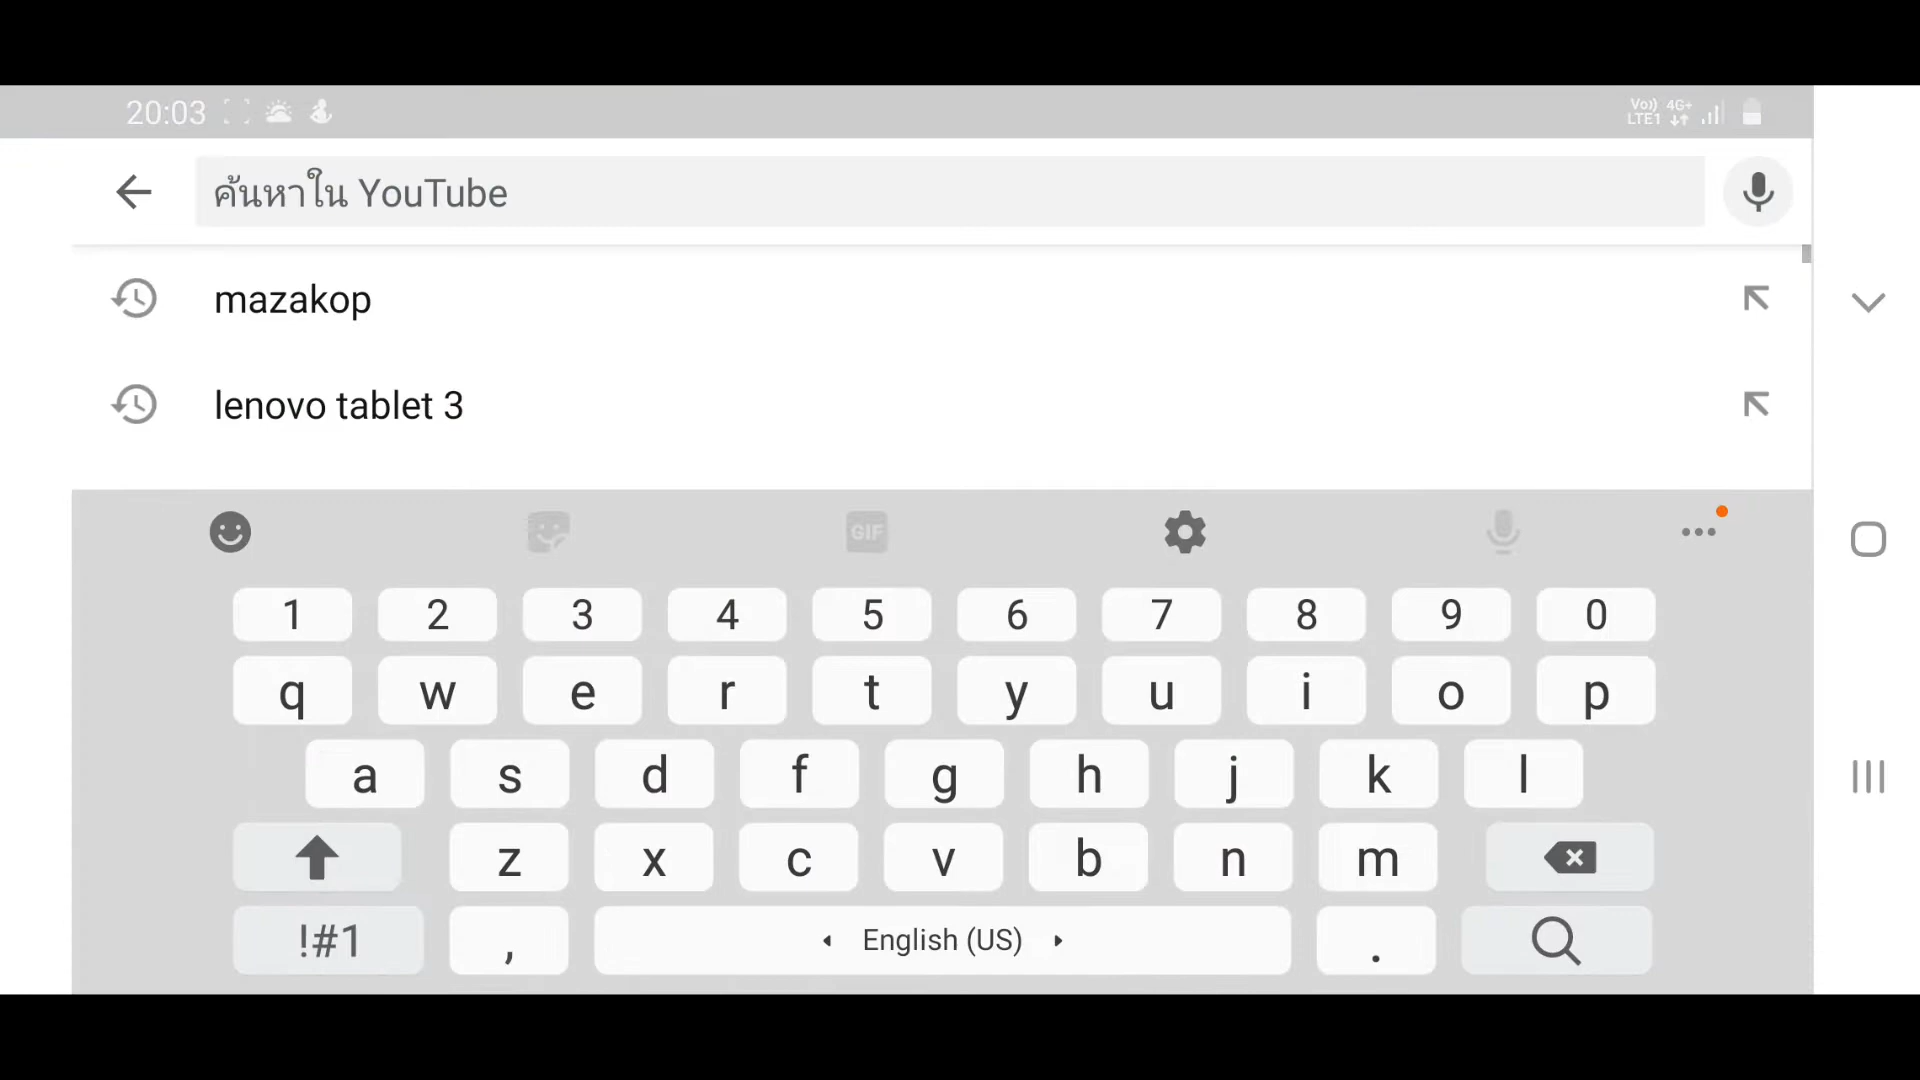 20:03
Vo)) 4G+
LTE1
ค้นหาใน YouTube
mazakop
lenovo tablet 3
GIF
1 2 3 4 5 6 7 8 9 0
q w e r t y u i o p
a s d f g h j k l
z x c v b n m
!#1 , English (US) .